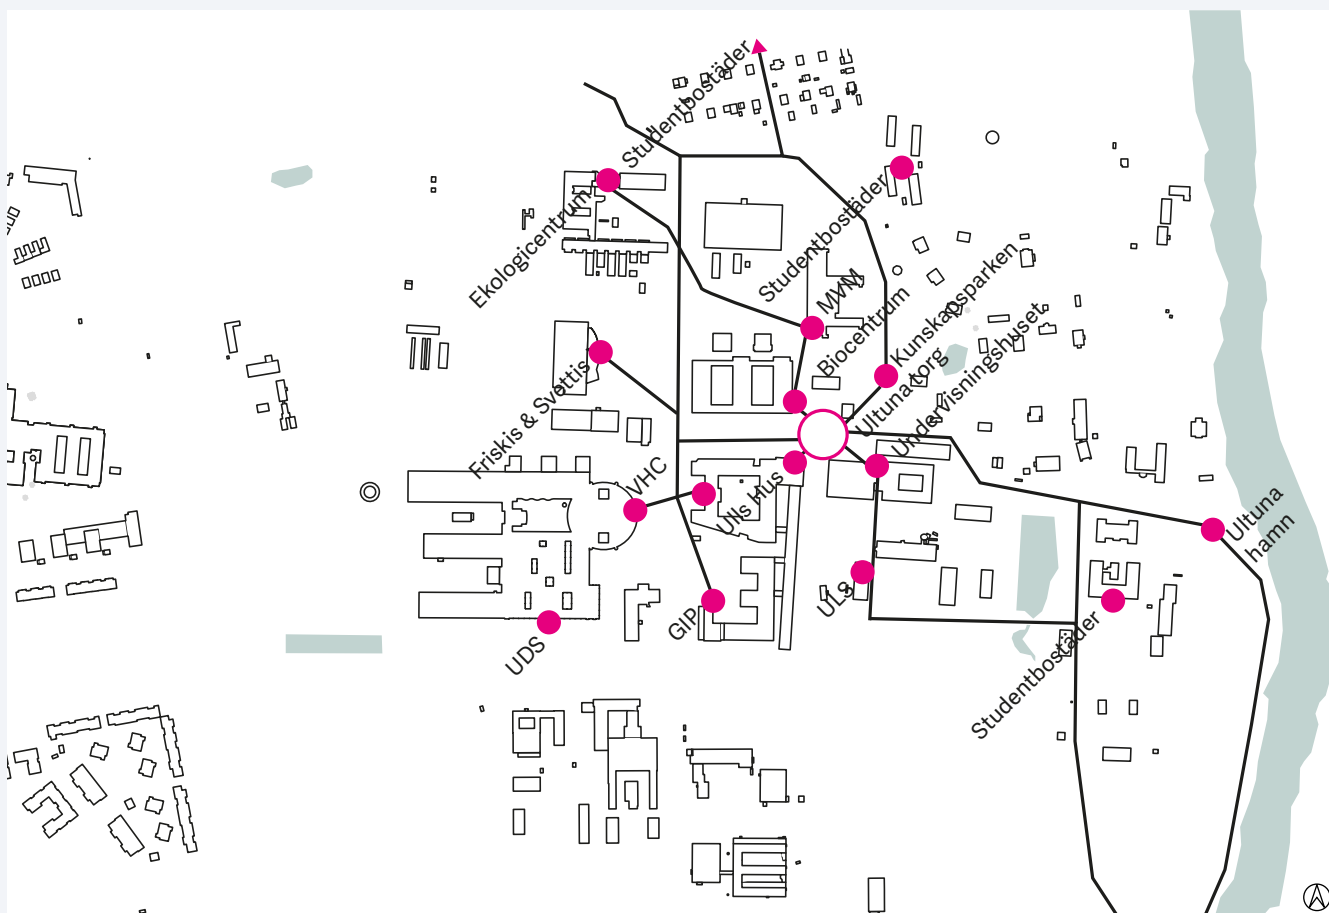 Studentbostäder
Ekologicentrum
Studentbostäder
MVM
Biocentrum
Kunskapsparken
Ultuna torg
Undervisningshuset
Friskis & Svettis
VHC
Ulls Hus
Ultuna
hamn
ULS
GIP
UDS
Studentbostäder